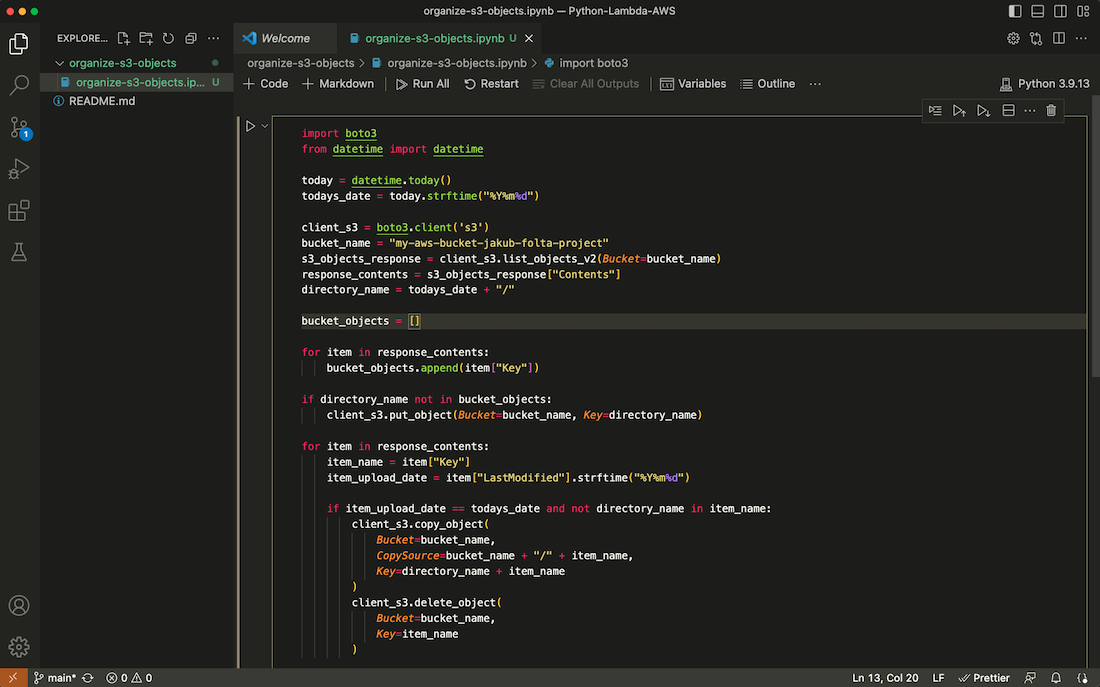 organize-s3-objects.ipynb — Python-Lambda-AWS
EXPLORE...
Welcome
organize-s3-objects.ipynb U
organize-s3-objects
organize-s3-objects.ip... U
README.md
1
organize-s3-objects > organize-s3-objects.ipynb > import boto3
+ Code + Markdown Run All Restart Clear All Outputs Variables Outline ... Python 3.9.13
import boto3
from datetime import datetime
today = datetime.today()
todays_date = today.strftime("%Y%m%d")
client_s3 = boto3.client('s3')
bucket_name = "my-aws-bucket-jakub-folta-project"
s3_objects_response = client_s3.list_objects_v2(Bucket=bucket_name)
response_contents = s3_objects_response["Contents"]
directory_name = todays_date + "/"
bucket_objects = []
for item in response_contents:
bucket_objects.append(item["Key"])
if directory_name not in bucket_objects:
client_s3.put_object(Bucket=bucket_name, Key=directory_name)
for item in response_contents:
item_name = item["Key"]
item_upload_date = item["LastModified"].strftime("%Y%m%d")
if item_upload_date == todays_date and not directory_name in item_name:
client_s3.copy_object(
Bucket=bucket_name,
CopySource=bucket_name + "/" + item_name,
Key=directory_name + item_name
)
client_s3.delete_object(
Bucket=bucket_name,
Key=item_name
)
main* 0 0 Ln 13, Col 20 LF Prettier